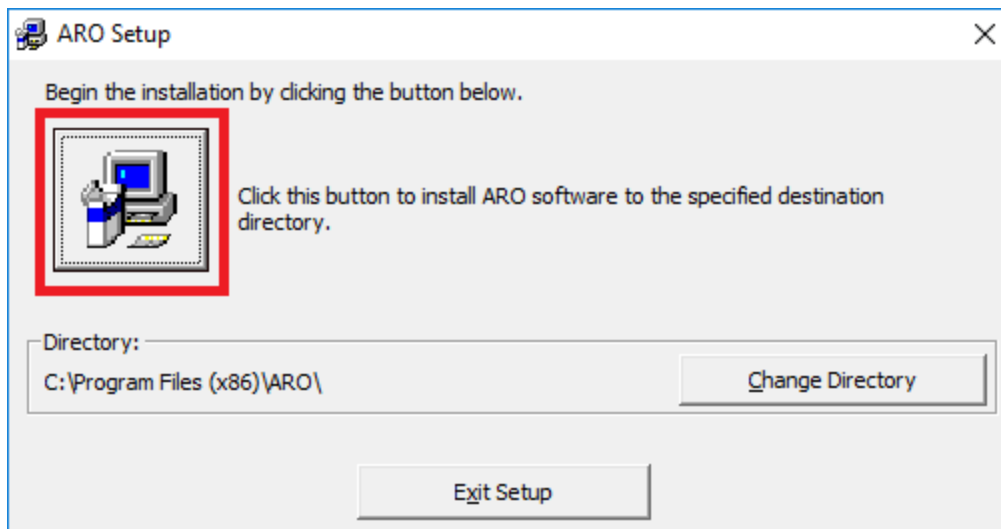 ARO Setup
Begin the installation by clicking the button below.
Click this button to install ARO software to the specified destination
directory.
Directory:
C:\Program Files (x86)\ARO\
Change Directory
Exit Setup